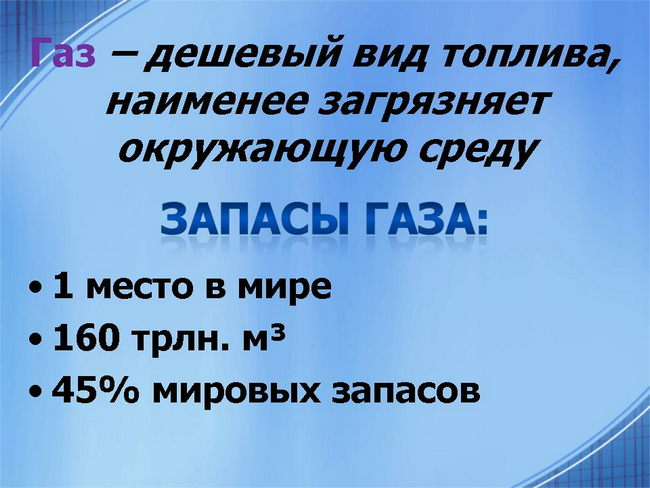 Газ – дешевый вид топлива,
наименее загрязняет
окружающую среду
ЗАПАСЫ ГАЗА:
• 1 место в мире
• 160 трлн. м³
• 45% мировых запасов